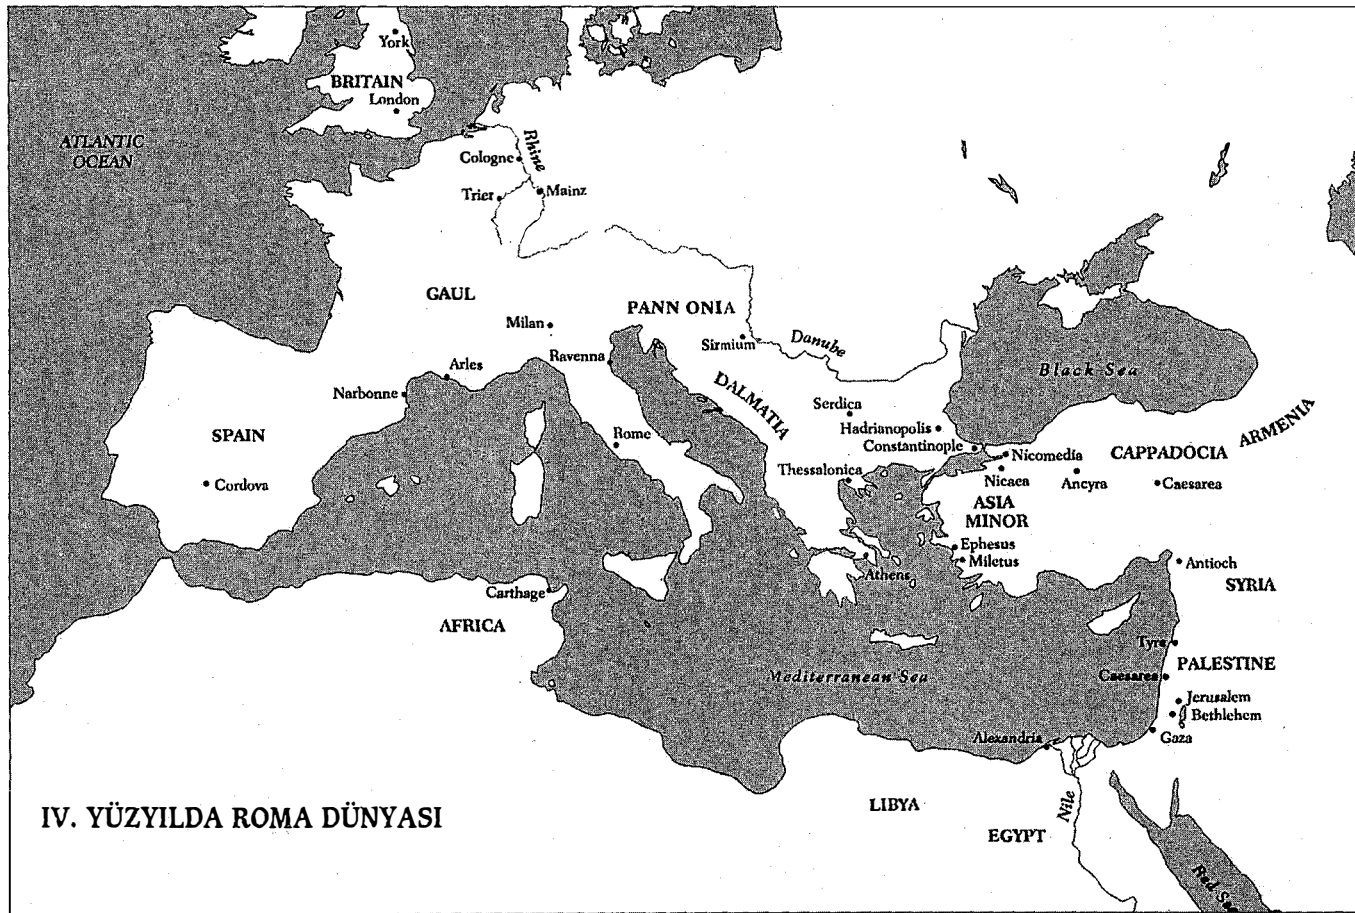 York
BRITAIN
London
ATLANTIC
OCEAN
Rhine
Cologne
Trier
Mainz
GAUL
PANN ONIA
Milan
Sirmium
Danube
Ravenna
Black Sea
Arles
Narbonne
DALMATIA
Serdica
Hadrianopolis
Constantinople
ARMENIA
SPAIN
Rome
CAPPADOCIA
Nicomedia
Thessalonica
Nicaea
Ancyra
Caesarea
Cordova
ASIA
MINOR
Ephesus
Miletus
Antioch
Athens
SYRIA
Carthage
AFRICA
Tyre
PALESTINE
Mediterranean Sea
Caesarea
Jerusalem
Bethlehem
Alexandria
Gaza
IV. YÜZYILDA ROMA DÜNYASI
LIBYA
Nile
EGYPT
Red Se